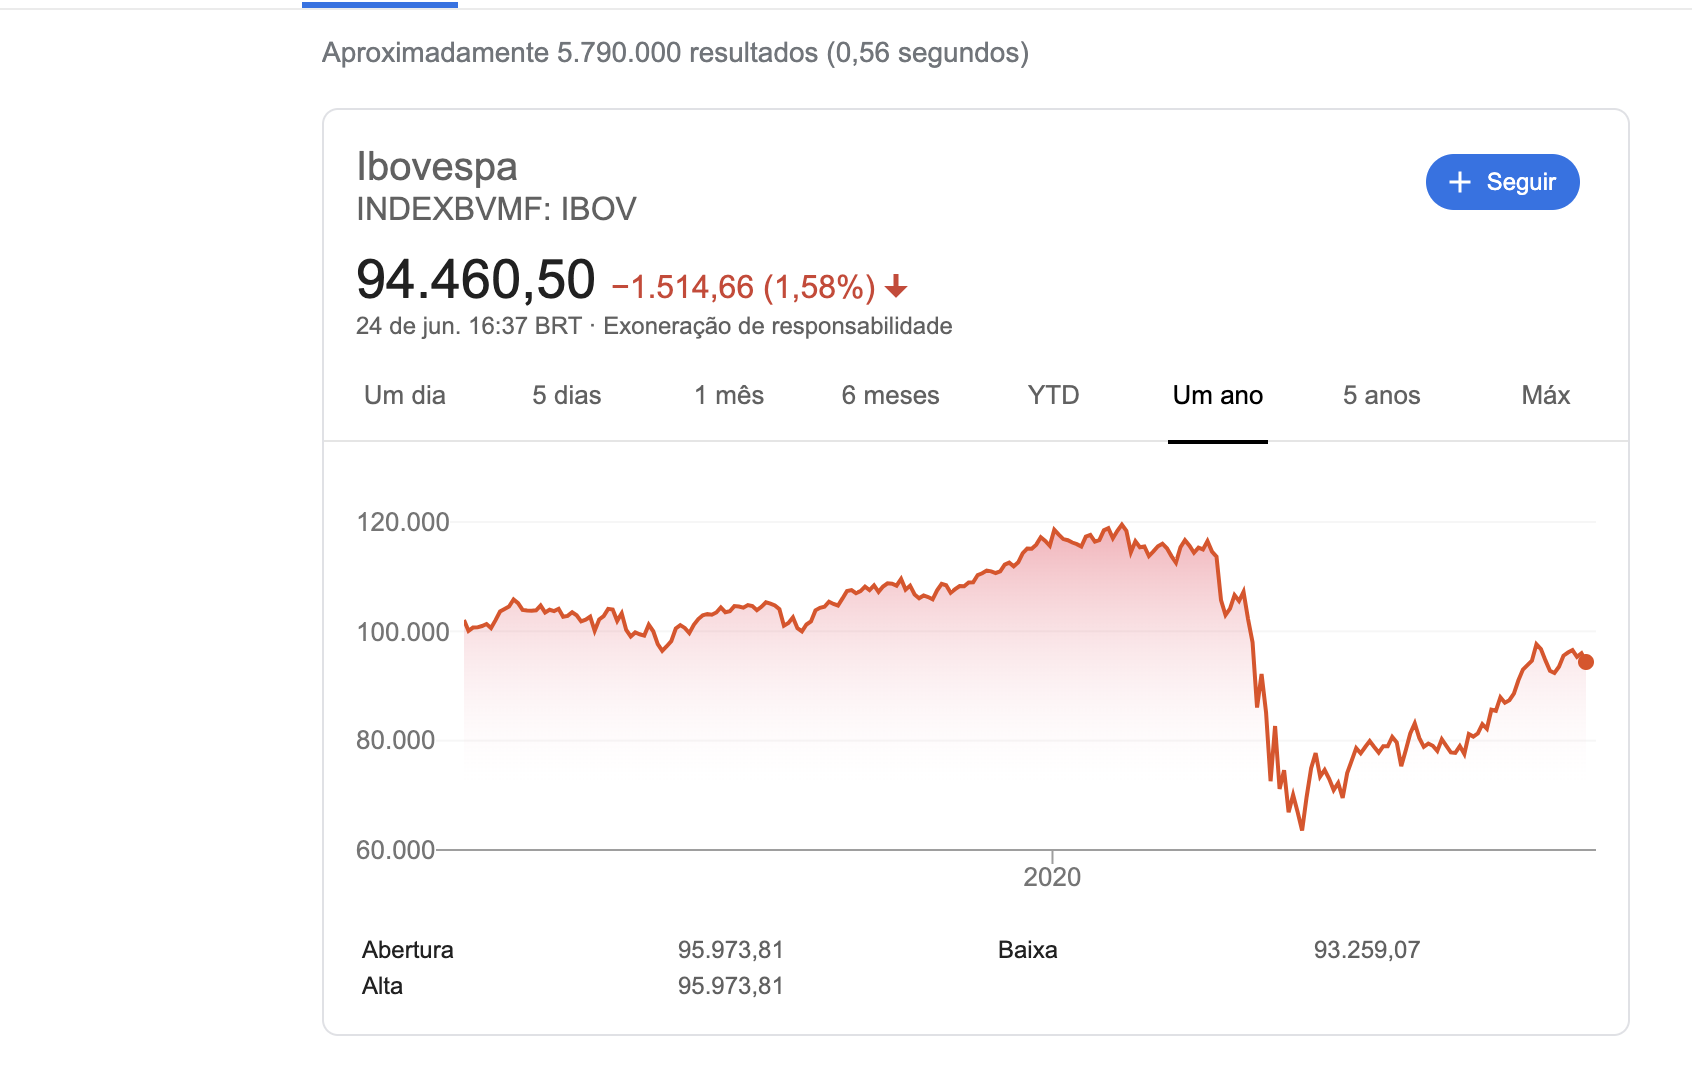 Aproximadamente 5.790.000 resultados (0,56 segundos)
Ibovespa
INDEXBVMF: IBOV
+ Seguir
94.460,50 −1.514,66 (1,58%)
24 de jun. 16:37 BRT · Exoneração de responsabilidade
Um dia 5 dias 1 mês 6 meses YTD Um ano 5 anos Máx
120.000
100.000
80.000
60.000
2020
Abertura 95.973,81 Baixa 93.259,07
Alta 95.973,81